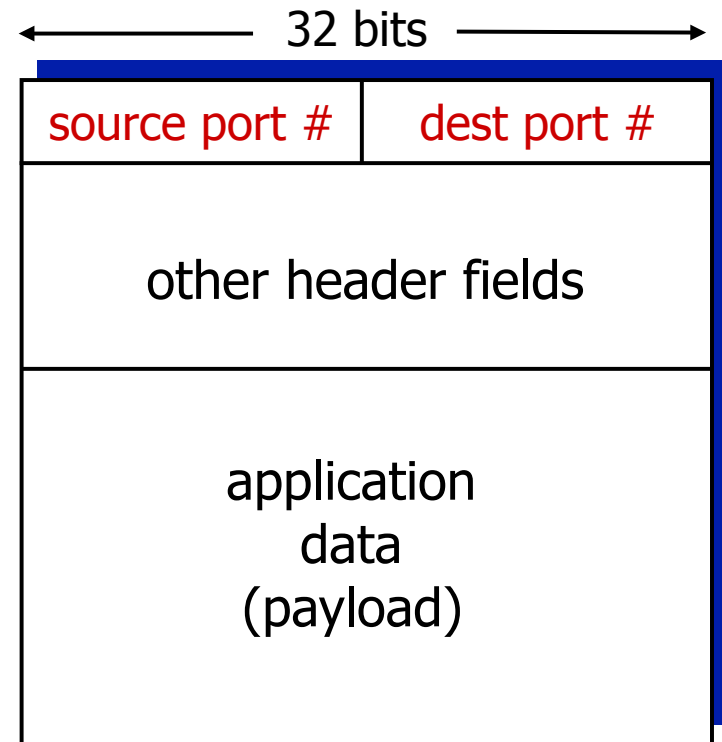 32 bits
source port #
dest port #
other header fields
application
data
(payload)